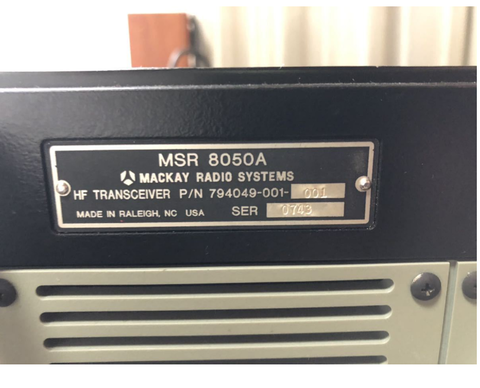 MSR 8050A
MACKAY RADIO SYSTEMS
HF TRANSCEIVER P/N 794049-001-001
MADE IN RALEIGH, NC USA SER 0743